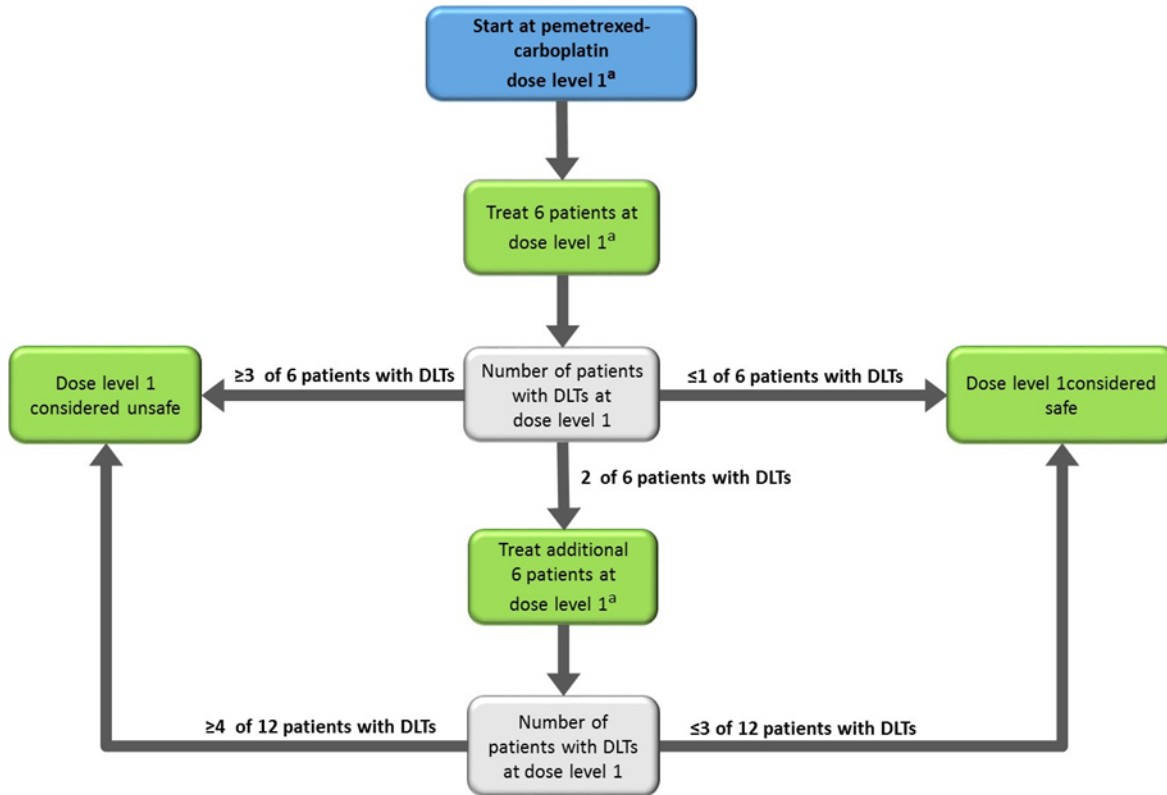 Start at pemetrexed-
carboplatin
dose level 1ᵃ
Treat 6 patients at
dose level 1ᵃ
Dose level 1
considered unsafe
≥3 of 6 patients with DLTs
Number of patients
with DLTs at
dose level 1
≤1 of 6 patients with DLTs
Dose level 1considered
safe
2 of 6 patients with DLTs
Treat additional
6 patients at
dose level 1ᵃ
≥4 of 12 patients with DLTs
Number of
patients with DLTs
at dose level 1
≤3 of 12 patients with DLTs